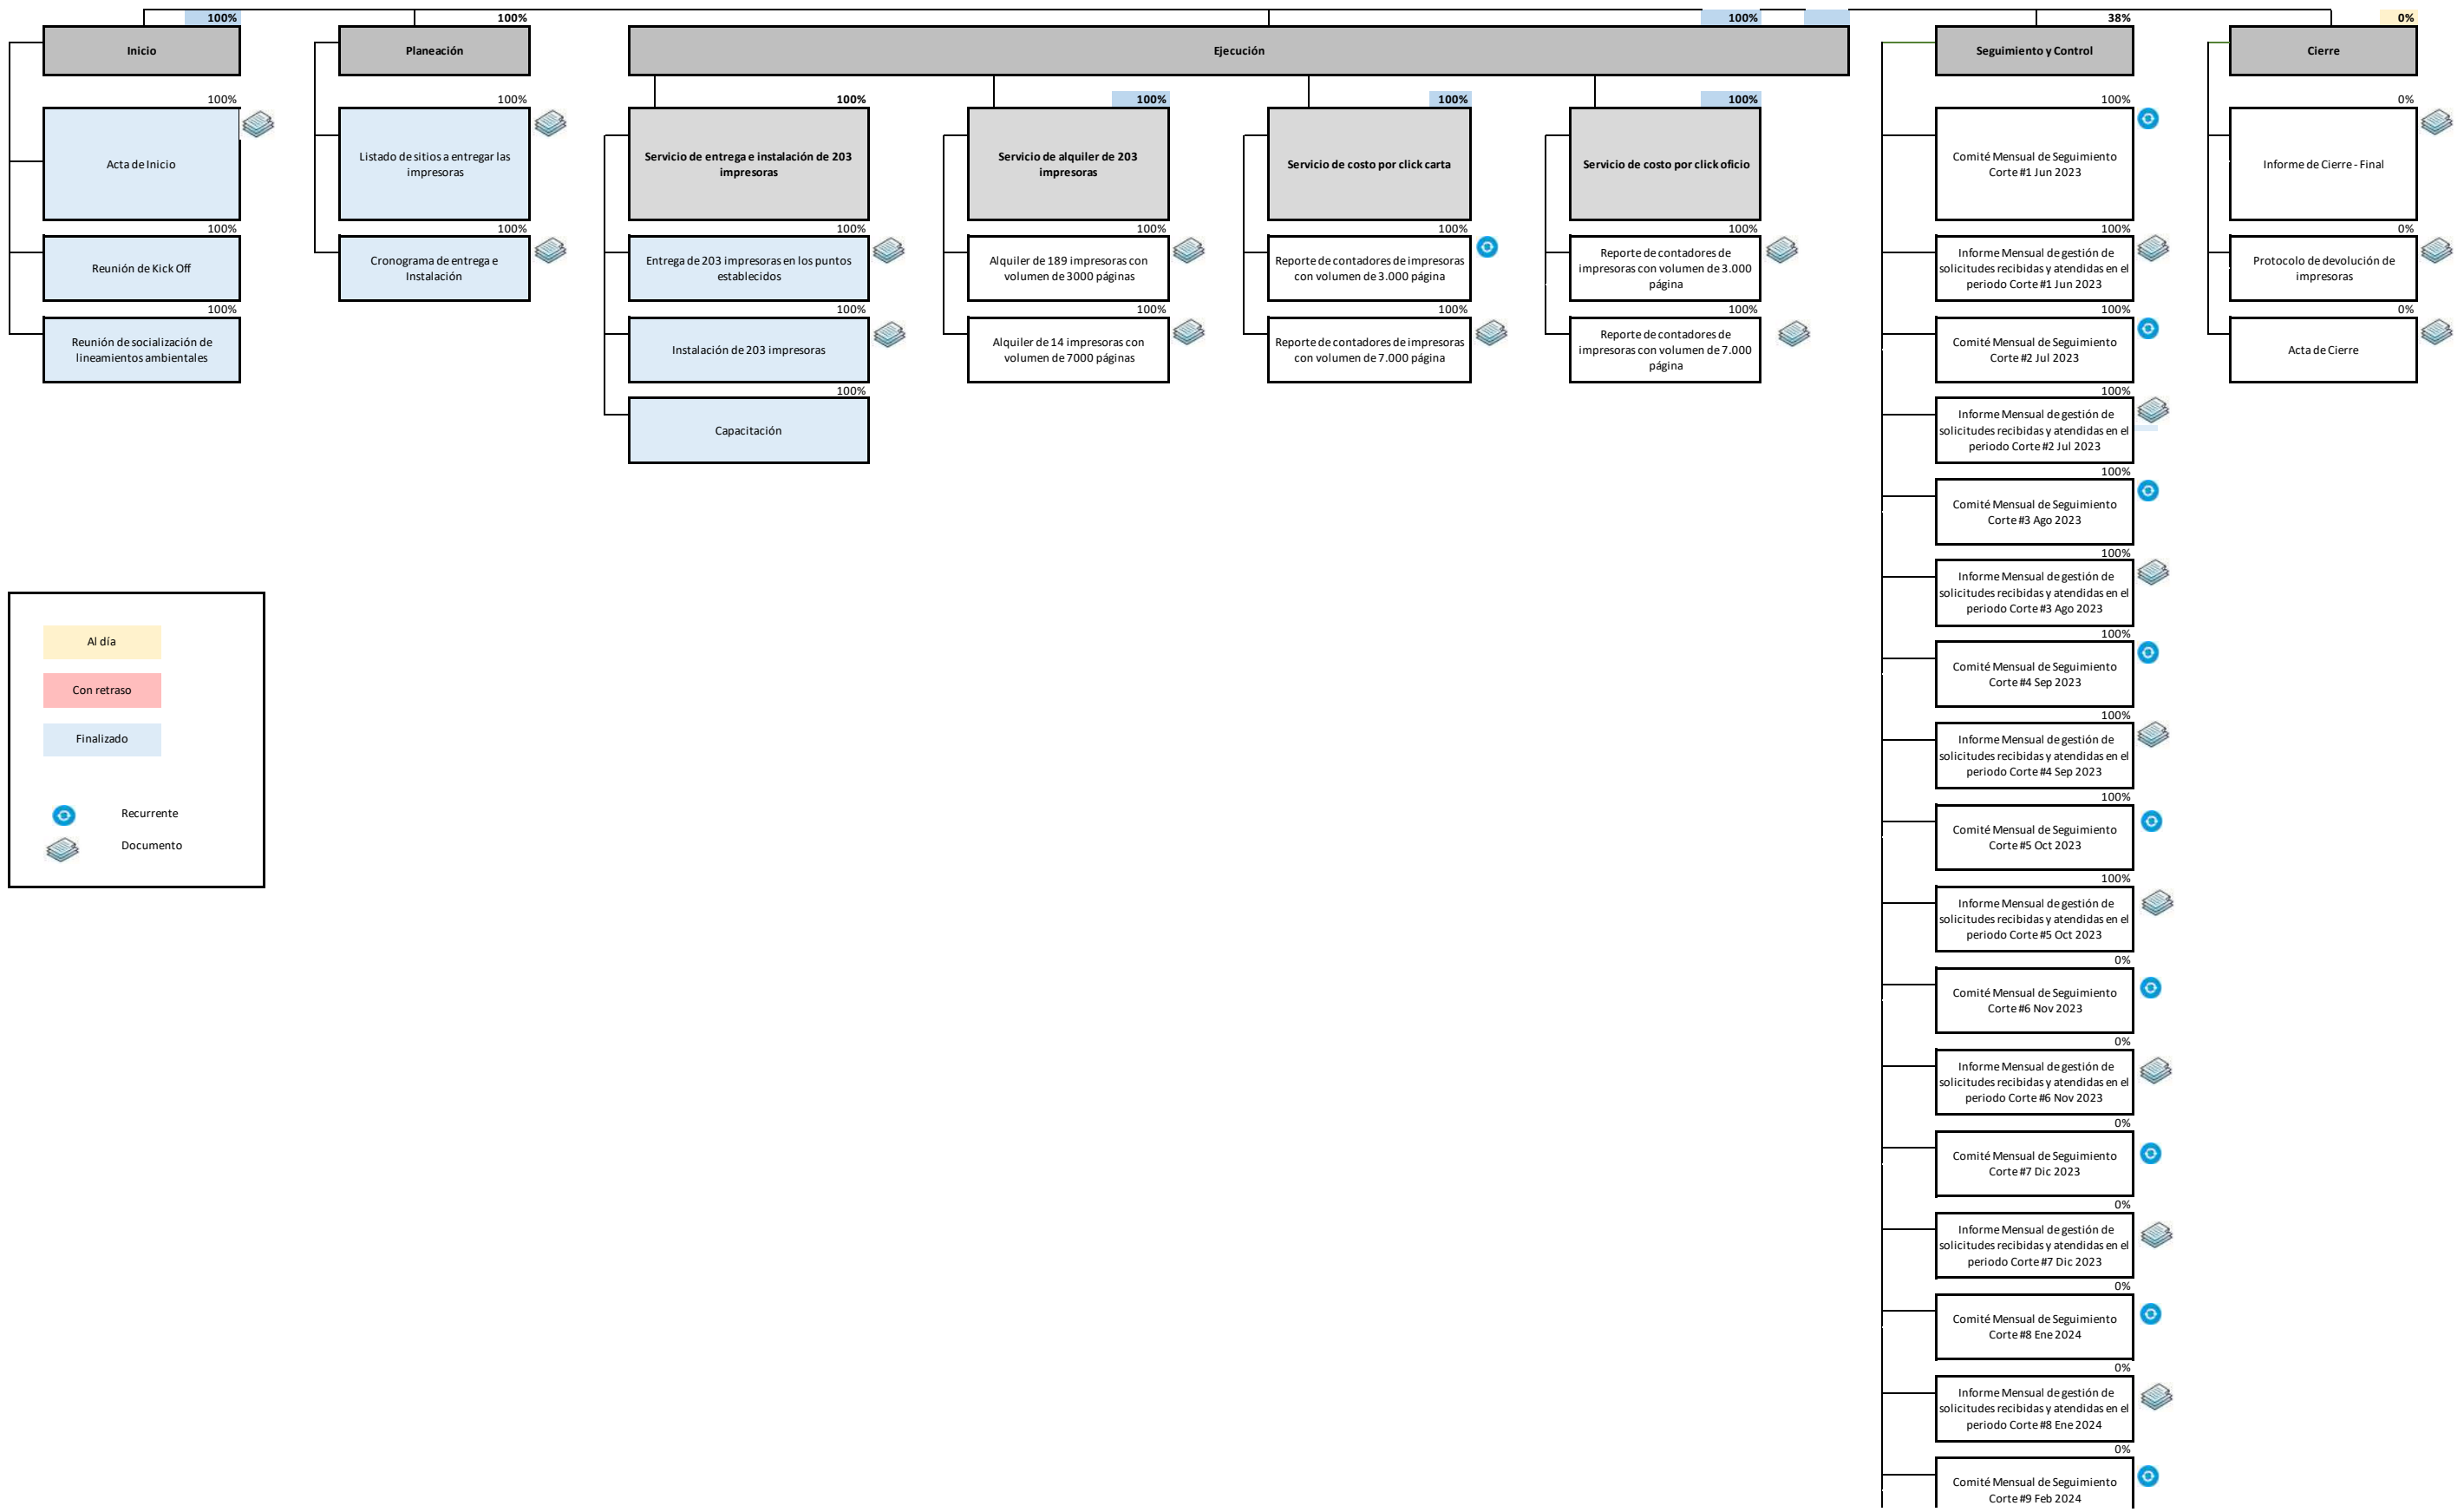 100%
Inicio
100%
Acta de Inicio
100%
Reunión de Kick Off
100%
Reunión de socialización de
lineamientos ambientales
100%
Planeación
100%
Listado de sitios a entregar las
impresoras
100%
Cronograma de entrega e
Instalación
100%
Ejecución
100%
Servicio de entrega e instalación de 203
impresoras
100%
Entrega de 203 impresoras en los puntos
establecidos
100%
Instalación de 203 impresoras
100%
Capacitación
100%
Servicio de alquiler de 203
impresoras
100%
Alquiler de 189 impresoras con
volumen de 3000 páginas
100%
Alquiler de 14 impresoras con
volumen de 7000 páginas
100%
Servicio de costo por click carta
100%
Reporte de contadores de impresoras
con volumen de 3.000 página
100%
Reporte de contadores de impresoras
con volumen de 7.000 página
100%
Servicio de costo por click oficio
100%
Reporte de contadores de
impresoras con volumen de 3.000
página
100%
Reporte de contadores de
impresoras con volumen de 7.000
página
38%
Seguimiento y Control
100%
Comité Mensual de Seguimiento
Corte #1 Jun 2023
100%
Informe Mensual de gestión de
solicitudes recibidas y atendidas en el
periodo Corte #1 Jun 2023
100%
Comité Mensual de Seguimiento
Corte #2 Jul 2023
100%
Informe Mensual de gestión de
solicitudes recibidas y atendidas en el
periodo Corte #2 Jul 2023
100%
Comité Mensual de Seguimiento
Corte #3 Ago 2023
100%
Informe Mensual de gestión de
solicitudes recibidas y atendidas en el
periodo Corte #3 Ago 2023
100%
Comité Mensual de Seguimiento
Corte #4 Sep 2023
100%
Informe Mensual de gestión de
solicitudes recibidas y atendidas en el
periodo Corte #4 Sep 2023
100%
Comité Mensual de Seguimiento
Corte #5 Oct 2023
100%
Informe Mensual de gestión de
solicitudes recibidas y atendidas en el
periodo Corte #5 Oct 2023
0%
Comité Mensual de Seguimiento
Corte #6 Nov 2023
0%
Informe Mensual de gestión de
solicitudes recibidas y atendidas en el
periodo Corte #6 Nov 2023
0%
Comité Mensual de Seguimiento
Corte #7 Dic 2023
0%
Informe Mensual de gestión de
solicitudes recibidas y atendidas en el
periodo Corte #7 Dic 2023
0%
Comité Mensual de Seguimiento
Corte #8 Ene 2024
0%
Informe Mensual de gestión de
solicitudes recibidas y atendidas en el
periodo Corte #8 Ene 2024
0%
Comité Mensual de Seguimiento
Corte #9 Feb 2024
0%
Cierre
0%
Informe de Cierre - Final
0%
Protocolo de devolución de
impresoras
0%
Acta de Cierre
Al día
Con retraso
Finalizado
Recurrente
Documento